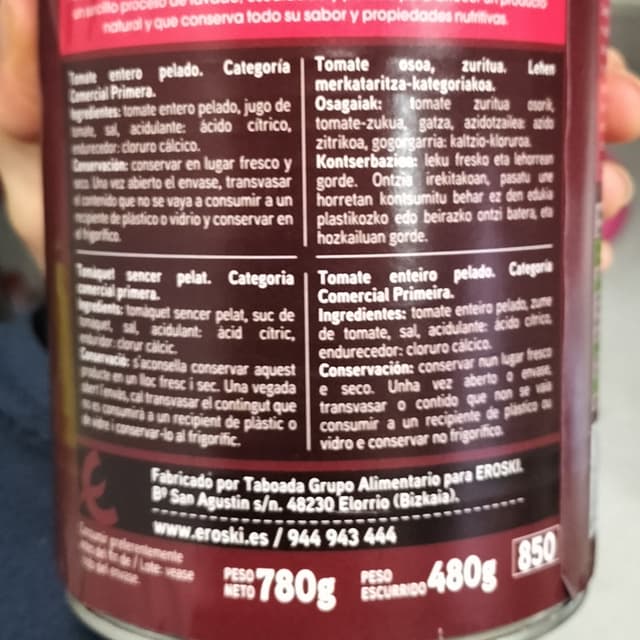 natural y que conserva todo su sabor y propiedades nutritivas.
Tomate entero pelado. Categoría
Comercial Primera.
Ingredientes: tomate entero pelado, jugo de
tomate, sal, acidulante: ácido cítrico,
endurecedor: cloruro cálcico.
Conservación: conservar en lugar fresco y
seco. Una vez abierto el envase, transvasar
el contenido que no se vaya a consumir a un
recipiente de plástico o vidrio y conservar en
el frigorífico.
Tomate osoa, zuritua. Lehen
merkataritza-kategoriakoa.
Osagaiak: tomate zuritua osorik,
tomate-zukua, gatza, azidotzailea: azido
zitrikoa, gogorgarria: kaltzio-kloruroa.
Kontserbazioa: leku fresko eta lehorrean
gorde. Ontzia irekitakoan, pasatu une
horretan kontsumitu behar ez den edukia
plastikozko edo beirazko ontzi batera, eta
hozkailuan gorde.
Tomàquet sencer pelat. Categoria
comercial primera.
Ingredients: tomàquet sencer pelat, suc de
tomàquet, sal, acidulant: àcid cítric,
enduridor: clorur càlcic.
Conservació: s'aconsella conservar aquest
producte en un lloc fresc i sec. Una vegada
obert l'envàs, cal transvasar el contingut que
no es consumirà a un recipient de plàstic o
de vidre i conservar-lo al frigorífic.
Tomate enteiro pelado. Categoría
Comercial Primeira.
Ingredientes: tomate enteiro pelado, zume
de tomate, sal, acidulante: ácido cítrico,
endurecedor: cloruro cálcico.
Conservación: conservar nun lugar fresco
e seco. Unha vez aberto o envase,
transvasar o contido que non se vaia
consumir a un recipiente de plástico ou
vidro e conservar no frigorífico.
Fabricado por Taboada Grupo Alimentario para EROSKI.
Bº San Agustín s/n. 48230 Elorrio (Bizkaia).
www.eroski.es / 944 943 444
Consumir preferentemente
antes del fin de / Lote: vease
tapa del envase.
PESO NETO 780g PESO ESCURRIDO 480g 850